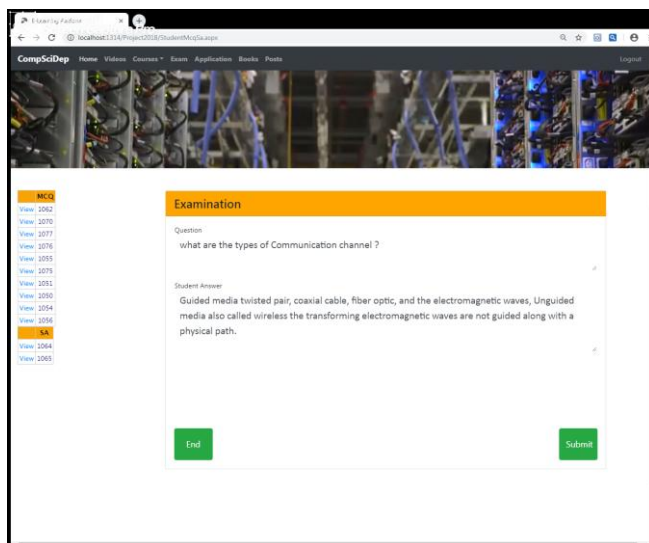 E-Learning Platform
localhost:1314/Project2018/StudentMcqSa.aspx
CompSciDep Home Videos Courses Exam Application Books Posts Logout
MCQ
View 1062
View 1070
View 1077
View 1076
View 1055
View 1075
View 1051
View 1050
View 1054
View 1056
SA
View 1064
View 1065
Examination
Question
what are the types of Communication channel ?
Student Answer
Guided media twisted pair, coaxial cable, fiber optic, and the electromagnetic waves, Unguided
media also called wireless the transforming electromagnetic waves are not guided along with a
physical path.
End Submit